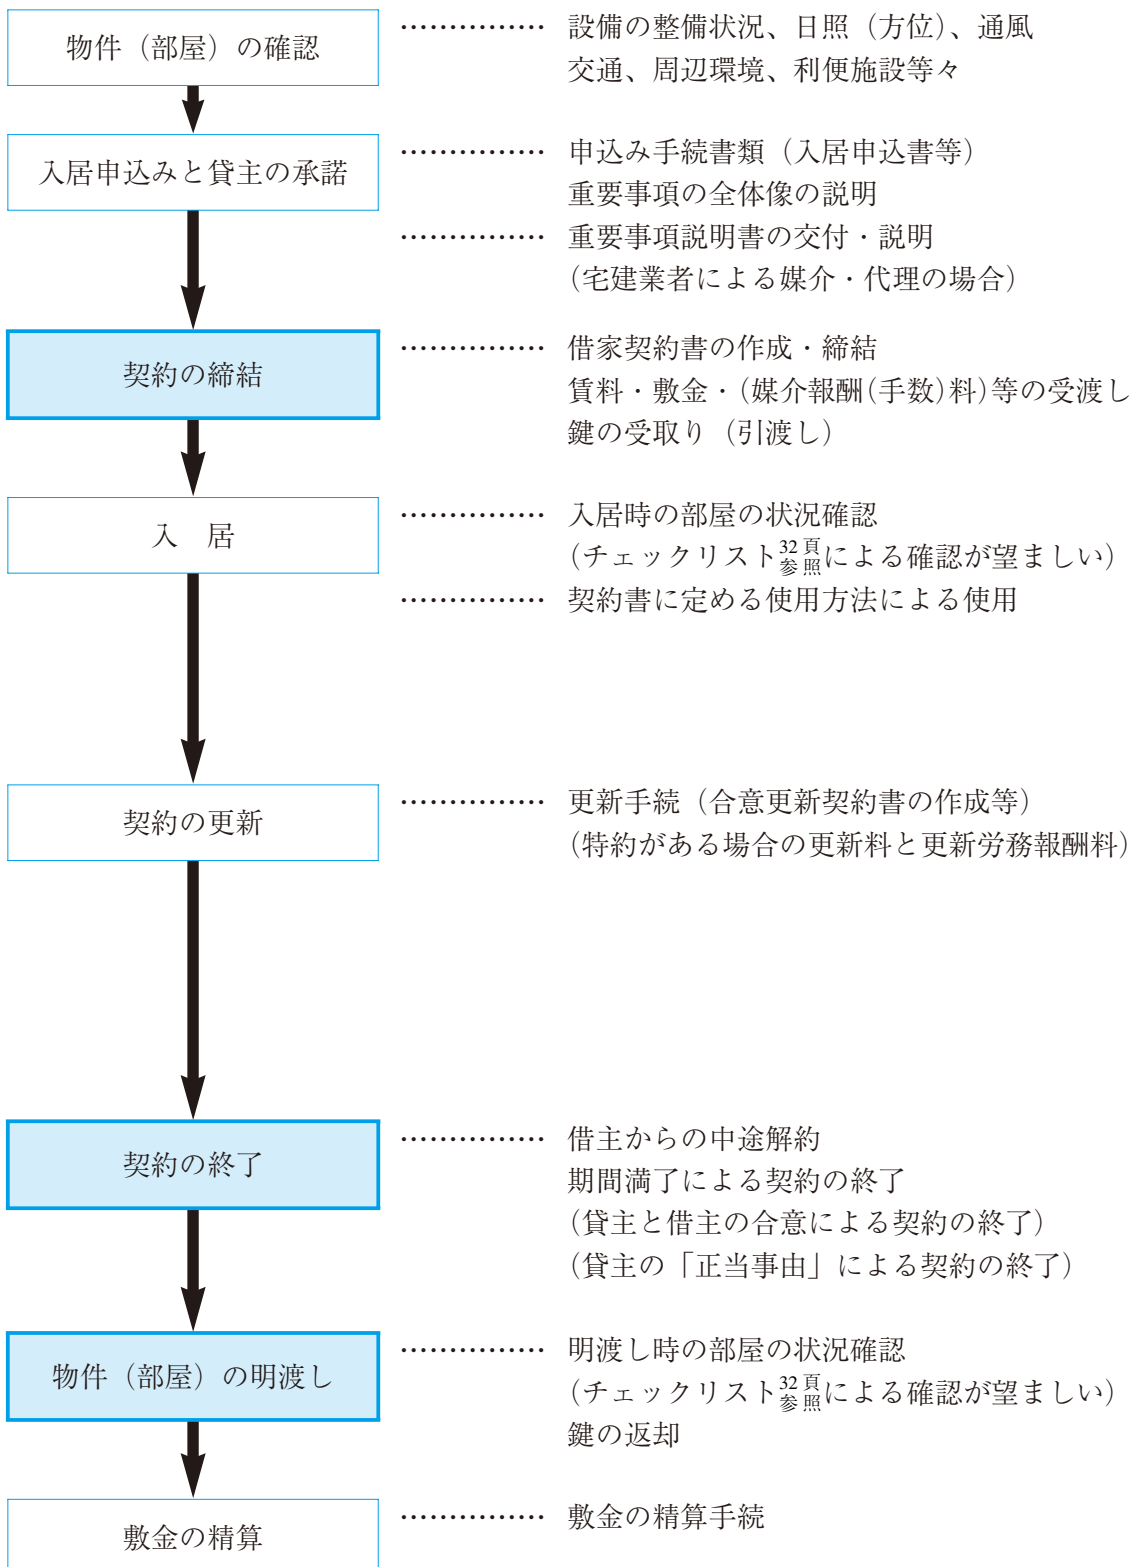 物件（部屋）の確認
…………… 設備の整備状況、日照（方位）、通風
交通、周辺環境、利便施設等々
入居申込みと貸主の承諾
…………… 申込み手続書類（入居申込書等）
重要事項の全体像の説明
…………… 重要事項説明書の交付・説明
（宅建業者による媒介・代理の場合）
契約の締結
…………… 借家契約書の作成・締結
賃料・敷金・（媒介報酬（手数）料）等の受渡し
鍵の受取り（引渡し）
入　居
…………… 入居時の部屋の状況確認
（チェックリスト32頁参照による確認が望ましい）
…………… 契約書に定める使用方法による使用
契約の更新
…………… 更新手続（合意更新契約書の作成等）
（特約がある場合の更新料と更新労務報酬料）
契約の終了
…………… 借主からの中途解約
期間満了による契約の終了
（貸主と借主の合意による契約の終了）
（貸主の「正当事由」による契約の終了）
物件（部屋）の明渡し
…………… 明渡し時の部屋の状況確認
（チェックリスト32頁参照による確認が望ましい）
鍵の返却
敷金の精算
…………… 敷金の精算手続